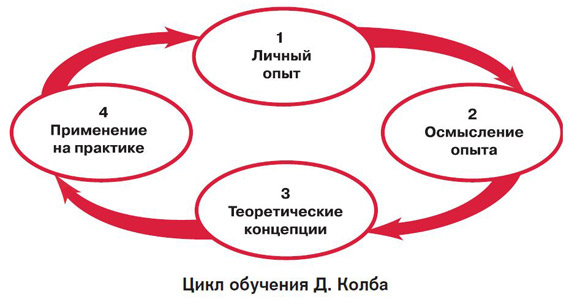 1
Личный
опыт
2
Осмысление
опыта
3
Теоретические
концепции
4
Применение
на практике
Цикл обучения Д. Колба